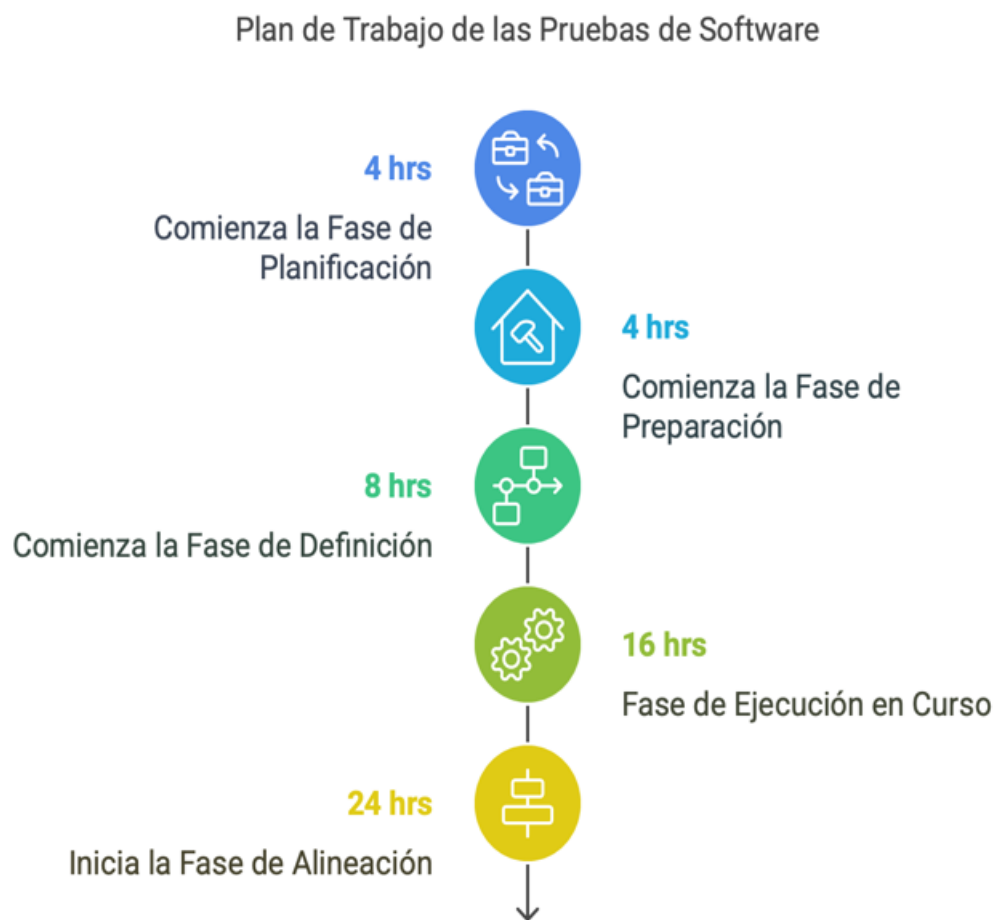 Plan de Trabajo de las Pruebas de Software
4 hrs
Comienza la Fase de
Planificación
4 hrs
Comienza la Fase de
Preparación
8 hrs
Comienza la Fase de Definición
16 hrs
Fase de Ejecución en Curso
24 hrs
Inicia la Fase de Alineación